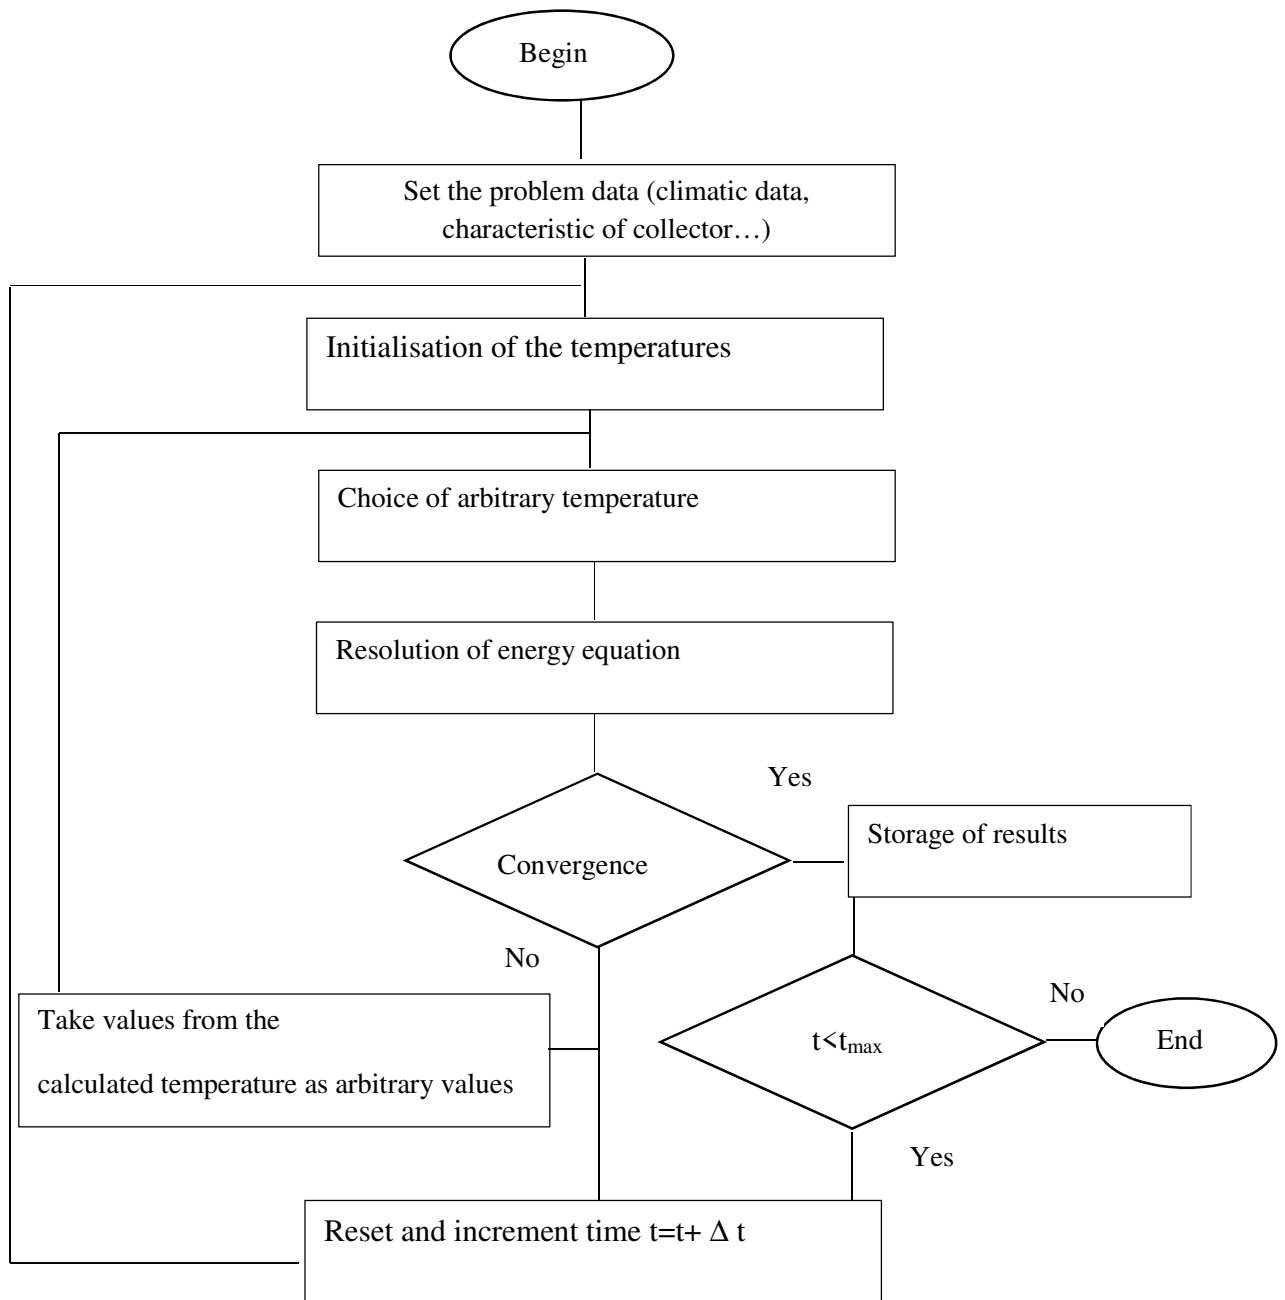 Begin
Set the problem data (climatic data,
characteristic of collector…)
Initialisation of the temperatures
Choice of arbitrary temperature
Resolution of energy equation
Yes
Storage of results
Convergence
No
No
Take values from the
calculated temperature as arbitrary values
t<tmax
End
Yes
Reset and increment time t=t+ Δ t